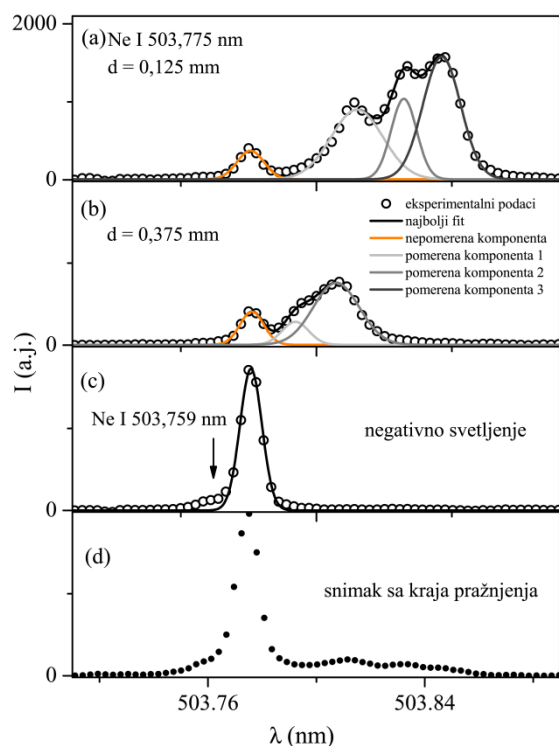 2000
(a)
Ne I 503,775 nm
d = 0,125 mm
0
(b)
d = 0,375 mm
eksperimentalni podaci
najbolji fit
nepomerena komponenta
pomerena komponenta 1
pomerena komponenta 2
pomerena komponenta 3
0
I (a.j.)
(c)
Ne I 503,759 nm
negativno svetljenje
0
(d)
snimak sa kraja pražnjenja
0
503.76
503.84
λ (nm)